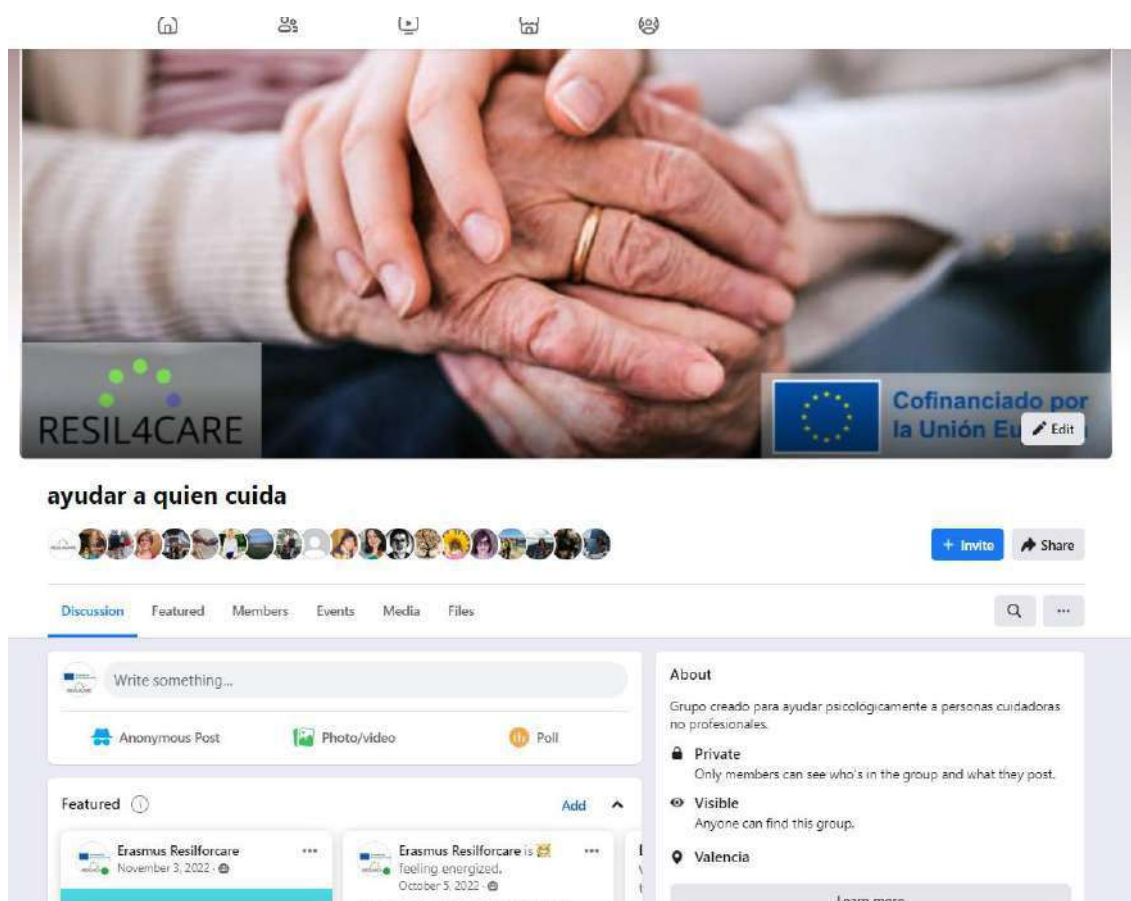 RESIL4CARE
Cofinanciado por
la Unión Eu
Edit
ayudar a quien cuida
+ Invite
Share
Discussion Featured Members Events Media Files
Write something...
Anonymous Post Photo/video Poll
Featured
Add
Erasmus Resilforcare
November 3, 2022
Erasmus Resilforcare is
feeling energized.
October 5, 2022
About
Grupo creado para ayudar psicológicamente a personas cuidadoras
no profesionales.
Private
Only members can see who's in the group and what they post.
Visible
Anyone can find this group.
Valencia
Learn more